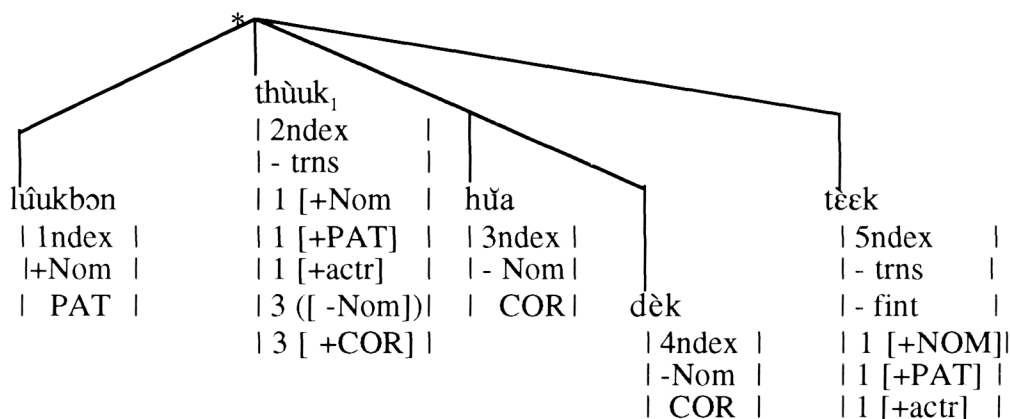 *
lûukbɔn
| 1ndex |
|+Nom |
| PAT |
thùuk₁
| 2ndex |
| - trns |
| 1 [+Nom |
| 1 [+PAT] |
| 1 [+actr] |
| 3 ([ -Nom])|
| 3 [ +COR] |
hŭa
| 3ndex |
| - Nom |
| COR |
dèk
| 4ndex |
| -Nom |
| COR |
tɛ̀ɛk
| 5ndex |
| - trns |
| - fint |
| 1 [+NOM]|
| 1 [+PAT] |
| 1 [+actr] |